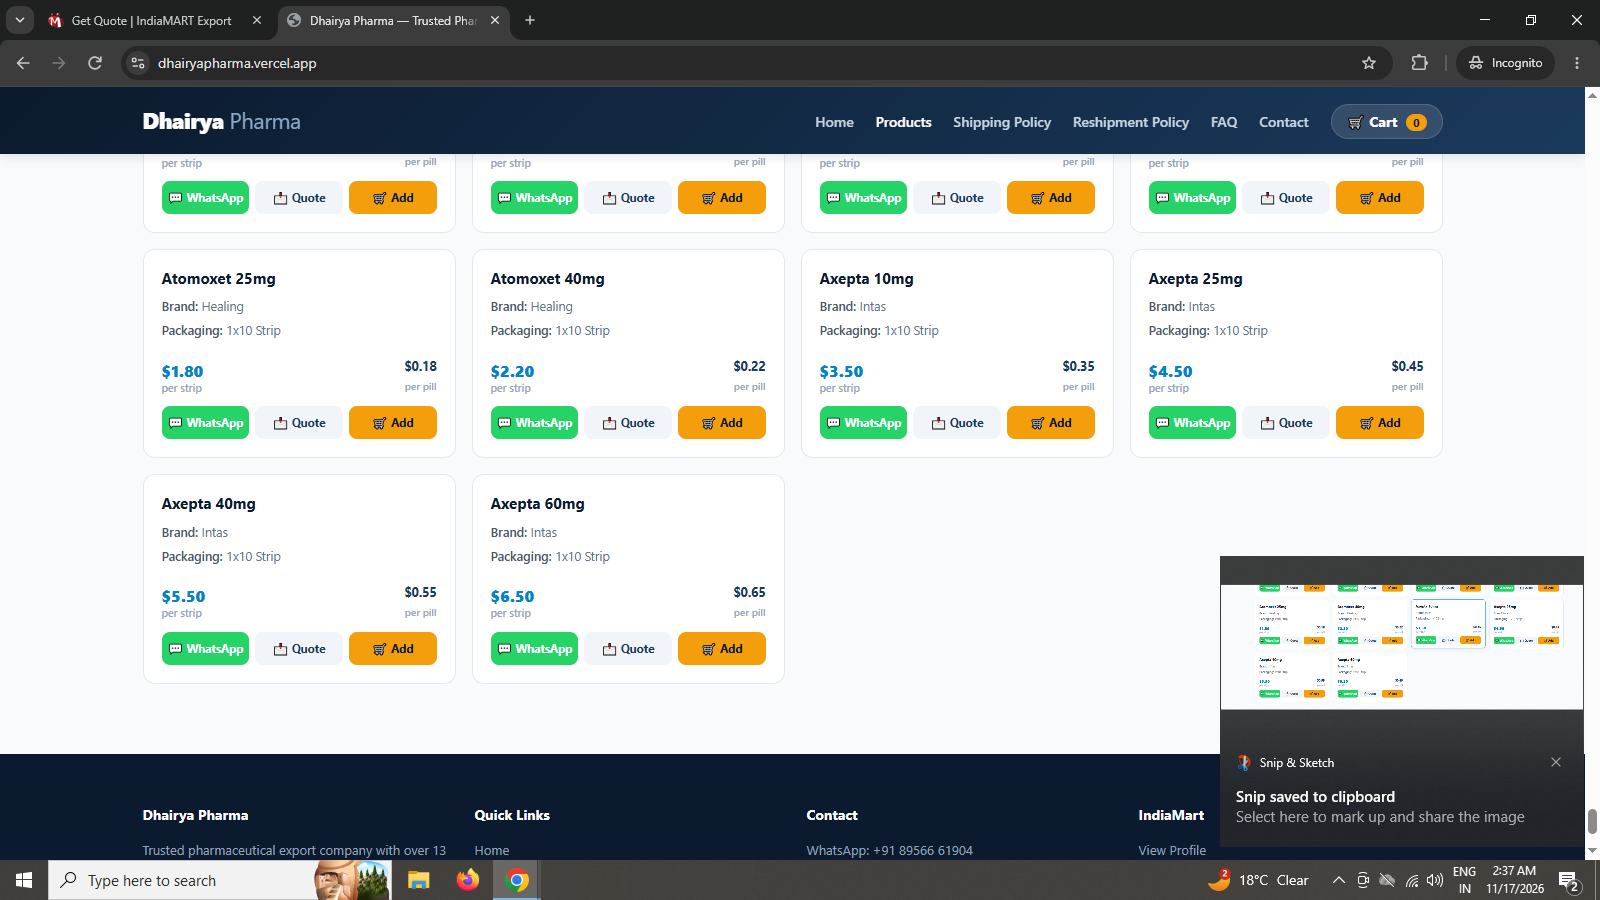 Get Quote | IndiaMART Export
Dhairya Pharma — Trusted Phar
dhairyapharma.vercel.app
Incognito
Dhairya Pharma
Home Products Shipping Policy Reshipment Policy FAQ Contact Cart 0
per strip per pill per strip per pill per strip per pill per strip per pill
WhatsApp Quote Add WhatsApp Quote Add WhatsApp Quote Add WhatsApp Quote Add
Atomoxet 25mg
Brand: Healing
Packaging: 1x10 Strip
$1.80 $0.18
per strip per pill
WhatsApp Quote Add
Atomoxet 40mg
Brand: Healing
Packaging: 1x10 Strip
$2.20 $0.22
per strip per pill
WhatsApp Quote Add
Axepta 10mg
Brand: Intas
Packaging: 1x10 Strip
$3.50 $0.35
per strip per pill
WhatsApp Quote Add
Axepta 25mg
Brand: Intas
Packaging: 1x10 Strip
$4.50 $0.45
per strip per pill
WhatsApp Quote Add
Axepta 40mg
Brand: Intas
Packaging: 1x10 Strip
$5.50 $0.55
per strip per pill
WhatsApp Quote Add
Axepta 60mg
Brand: Intas
Packaging: 1x10 Strip
$6.50 $0.65
per strip per pill
WhatsApp Quote Add
Snip & Sketch
Snip saved to clipboard
Select here to mark up and share the image
Dhairya Pharma
Trusted pharmaceutical export company with over 13
Quick Links
Home
Contact
WhatsApp: +91 89566 61904
IndiaMart
View Profile
Type here to search
2
18°C Clear
ENG
IN
2:37 AM
11/17/2026
2